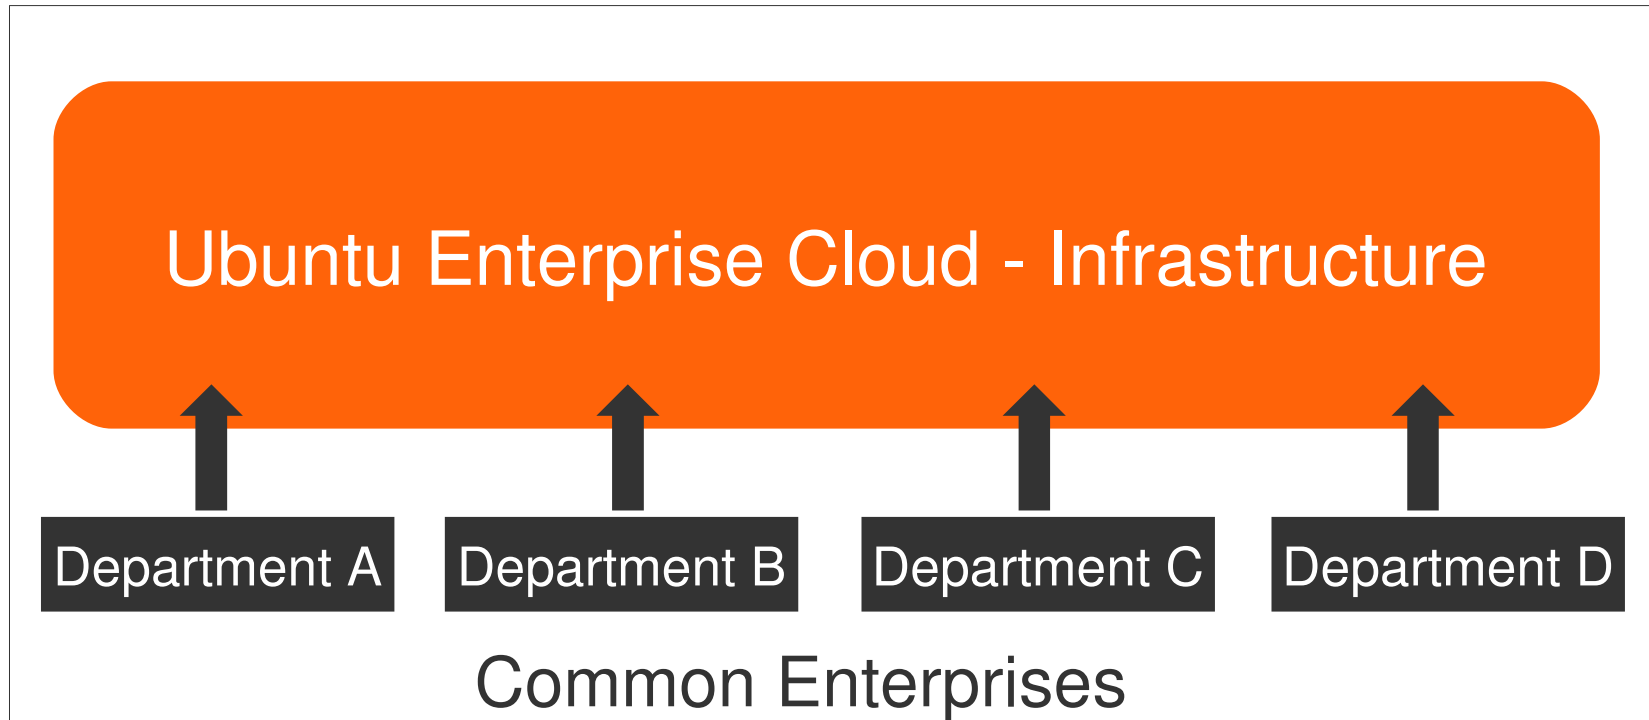 Ubuntu Enterprise Cloud - Infrastructure
Department A
Department B
Department C
Department D
Common Enterprises